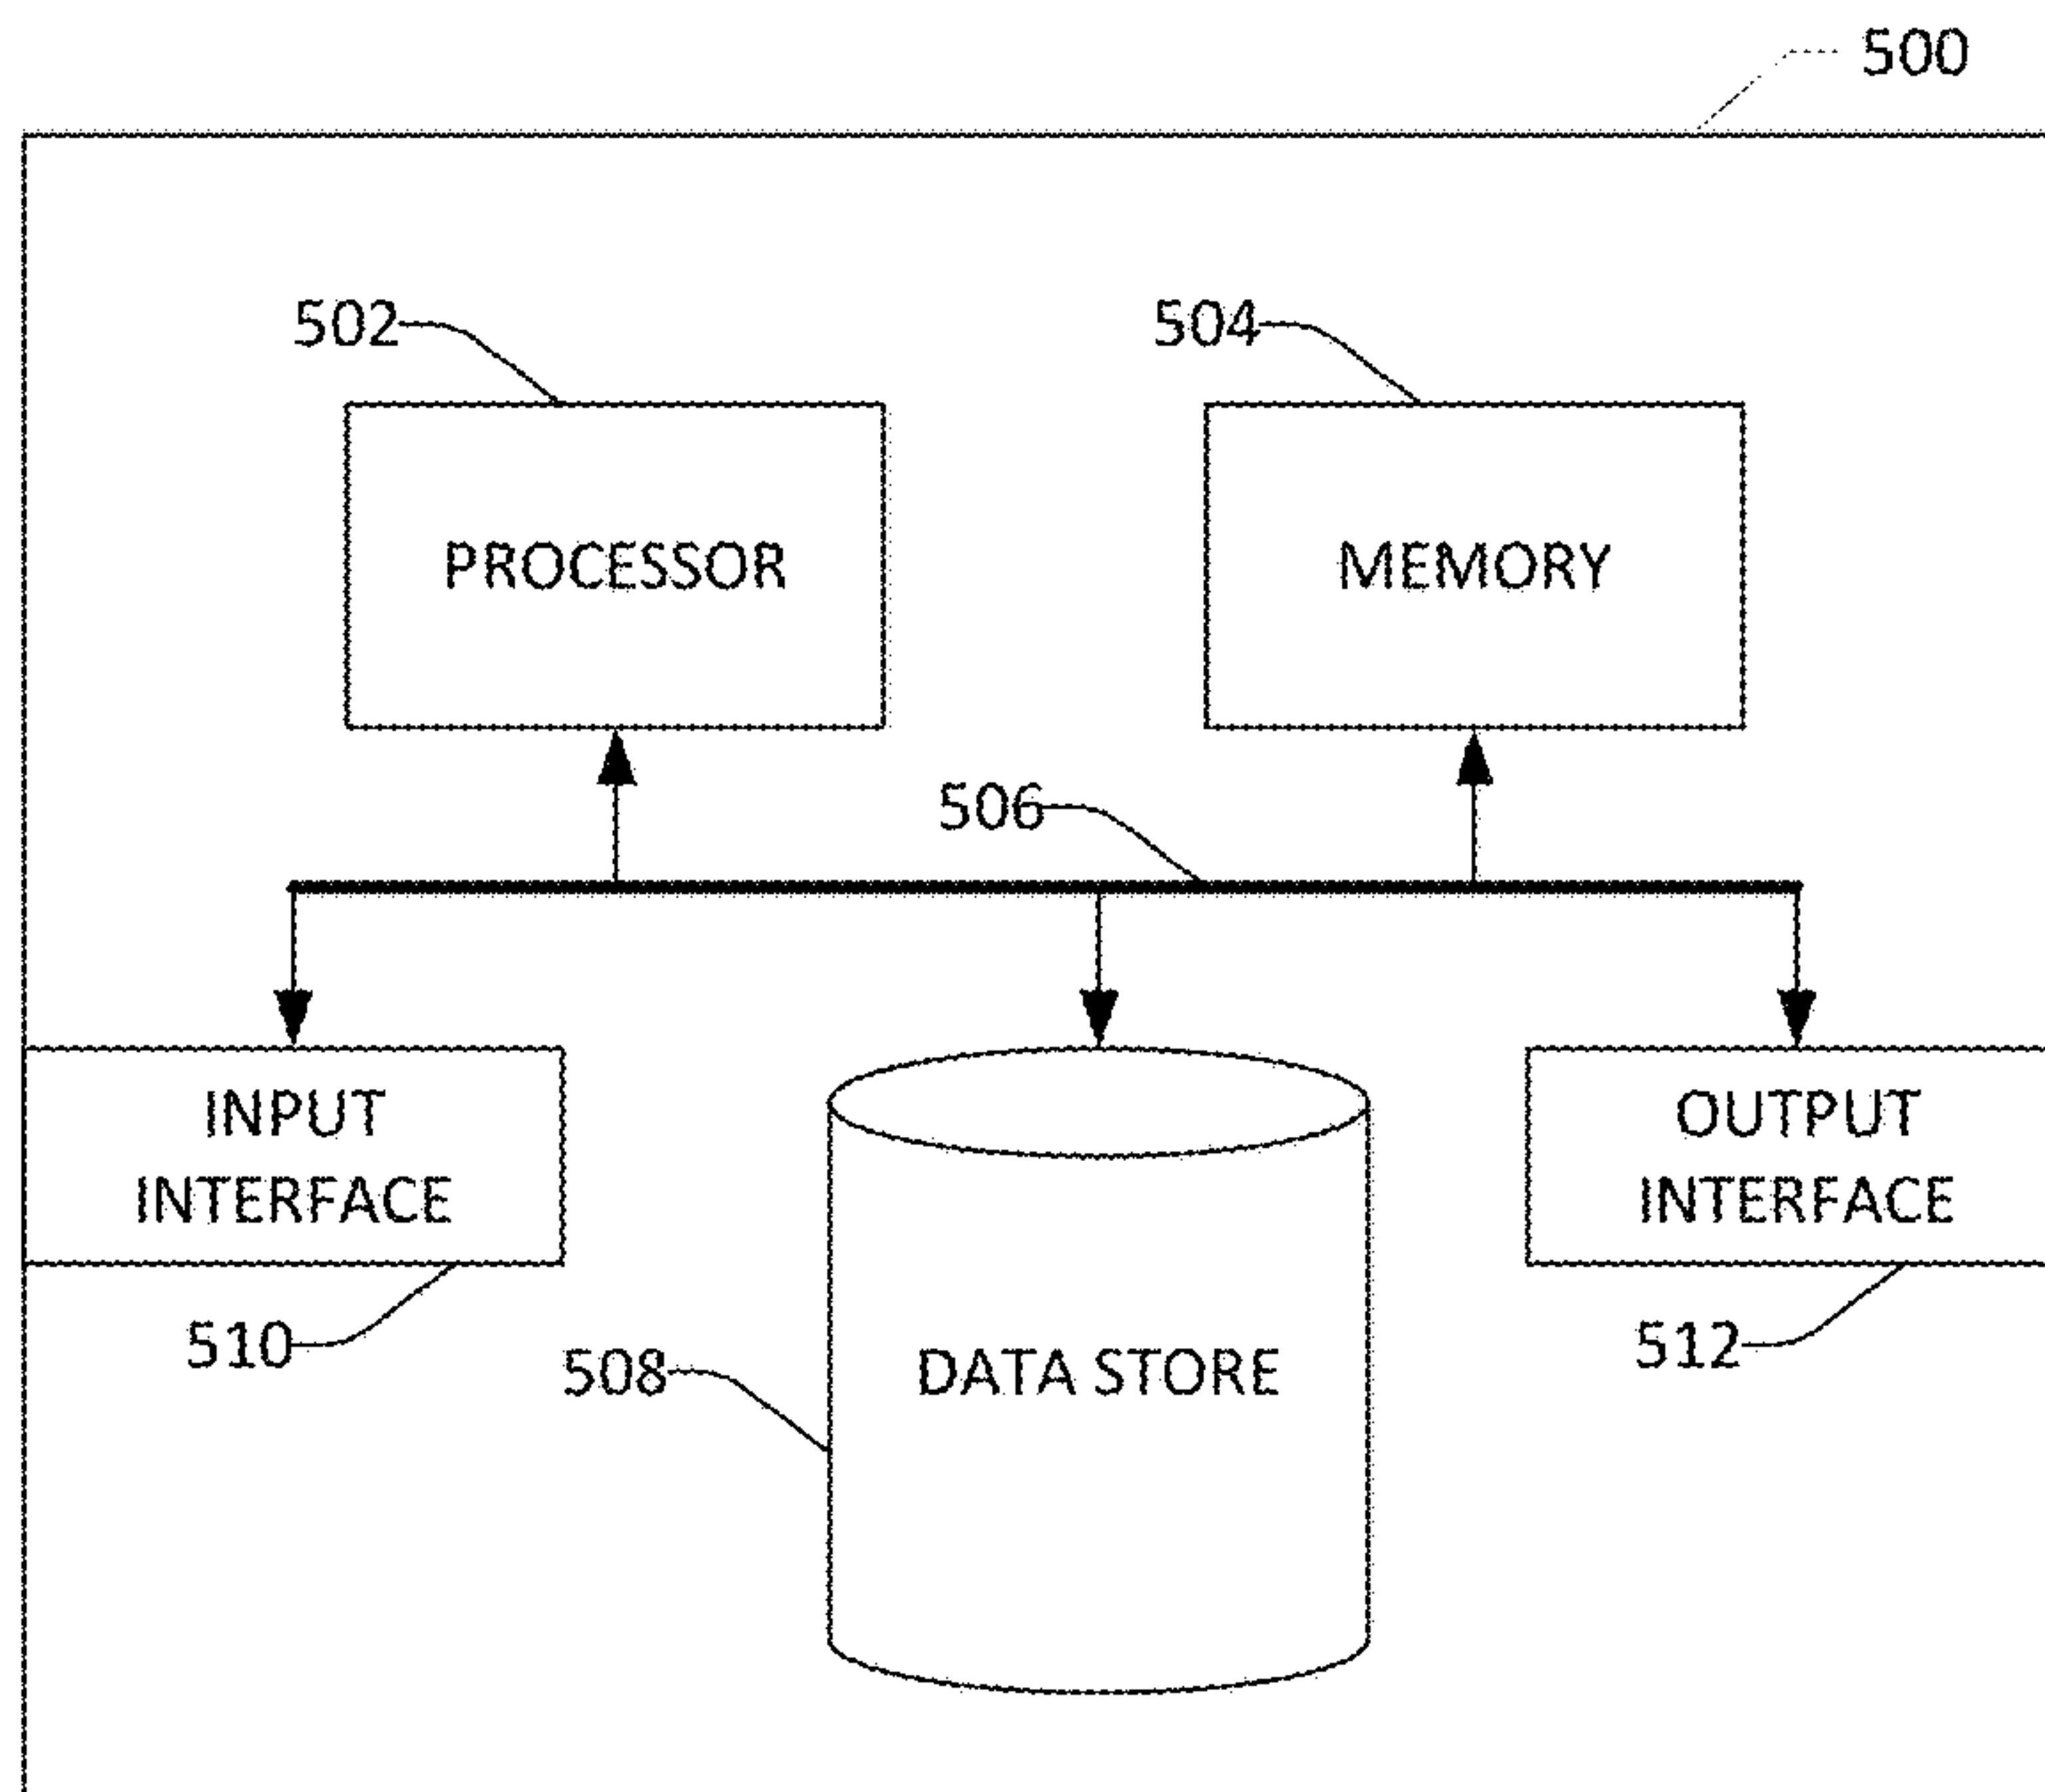 500
502
504
PROCESSOR
MEMORY
506
INPUT
INTERFACE
OUTPUT
INTERFACE
510
508
DATA STORE
512